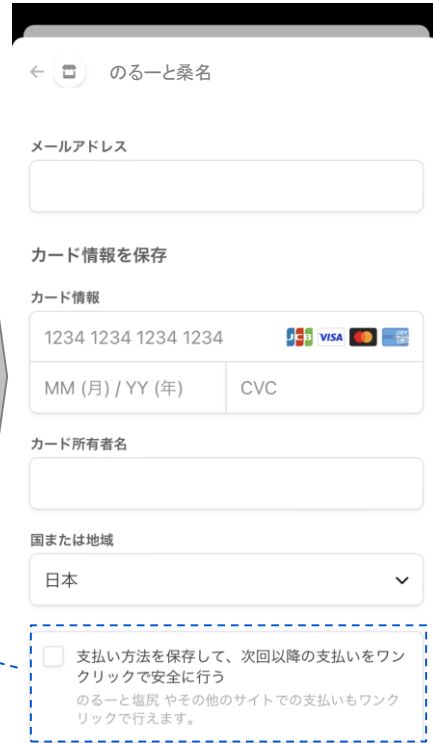 のるーと桑名
メールアドレス
カード情報を保存
カード情報
1234 1234 1234 1234 JCB VISA
MM (月) / YY (年) CVC
カード所有者名
国または地域
日本
支払い方法を保存して、次回以降の支払いをワン
クリックで安全に行う
のるーと塩尻 やその他のサイトでの支払いもワンク
リックで行えます。